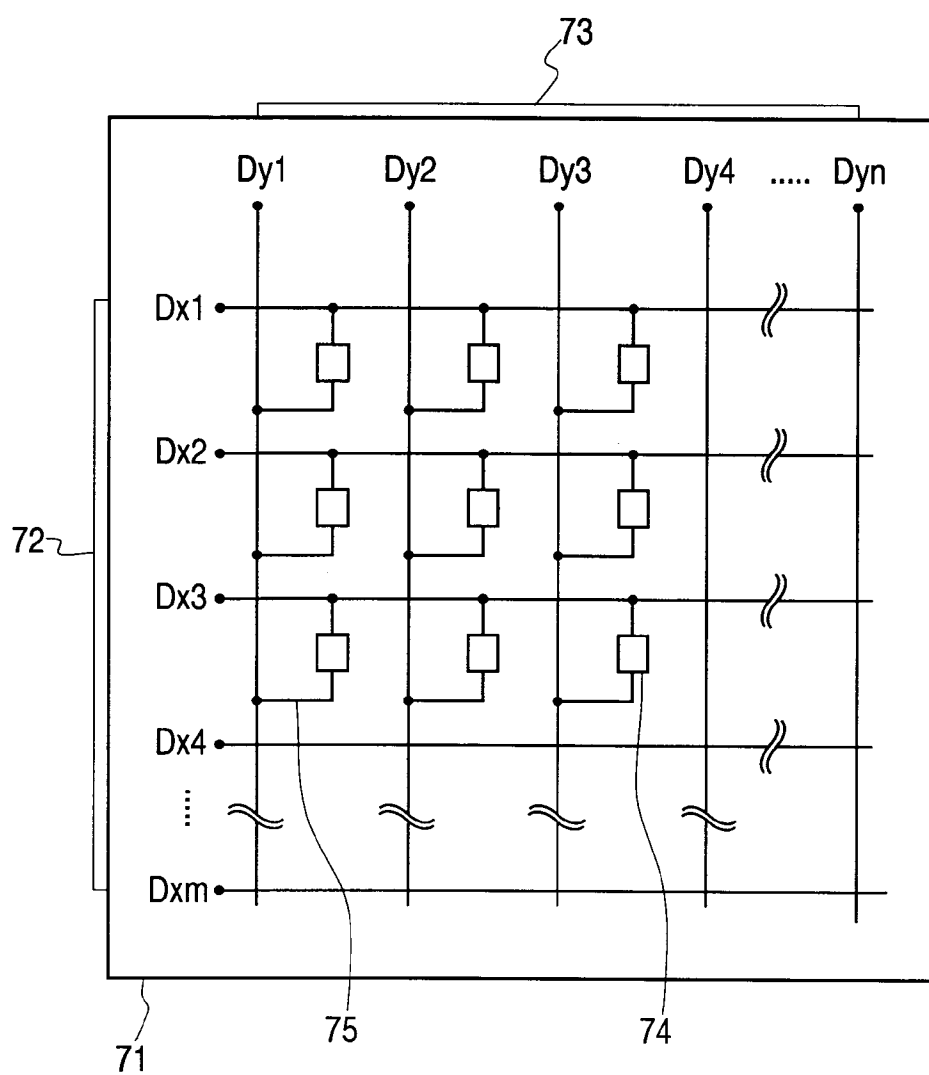 73
Dy1 Dy2 Dy3 Dy4 ..... Dyn
Dx1
Dx2
72
Dx3
Dx4
.....
Dxm
75
74
71